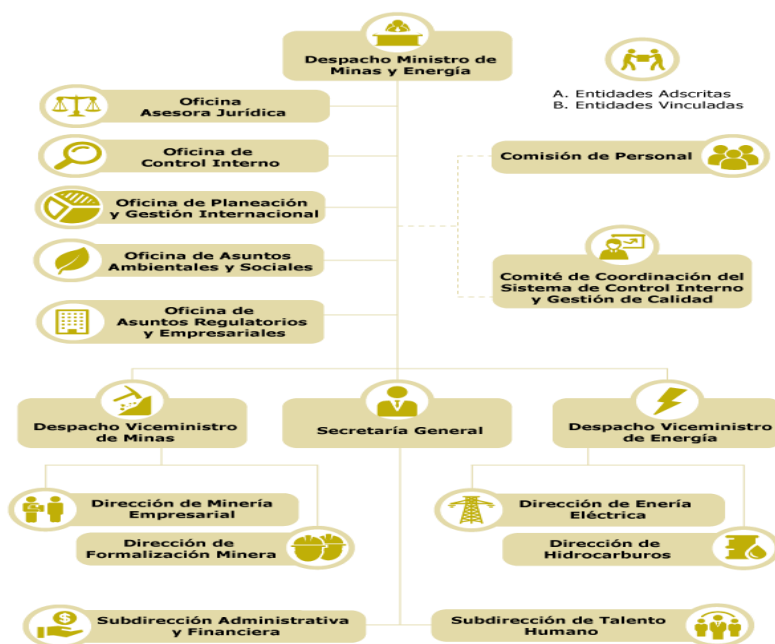 Despacho Ministro de
Minas y Energía
A. Entidades Adscritas
B. Entidades Vinculadas
Oficina
Asesora Jurídica
Oficina de
Control Interno
Comisión de Personal
Oficina de Planeación
y Gestión Internacional
Oficina de Asuntos
Ambientales y Sociales
Comité de Coordinación del
Sistema de Control Interno
y Gestión de Calidad
Oficina de
Asuntos Regulatorios
y Empresariales
Despacho Viceministro
de Minas
Secretaría General
Despacho Viceministro
de Energía
Dirección de Minería
Empresarial
Dirección de
Formalización Minera
Dirección de Enería
Eléctrica
Dirección de
Hidrocarburos
Subdirección Administrativa
y Financiera
Subdirección de Talento
Humano